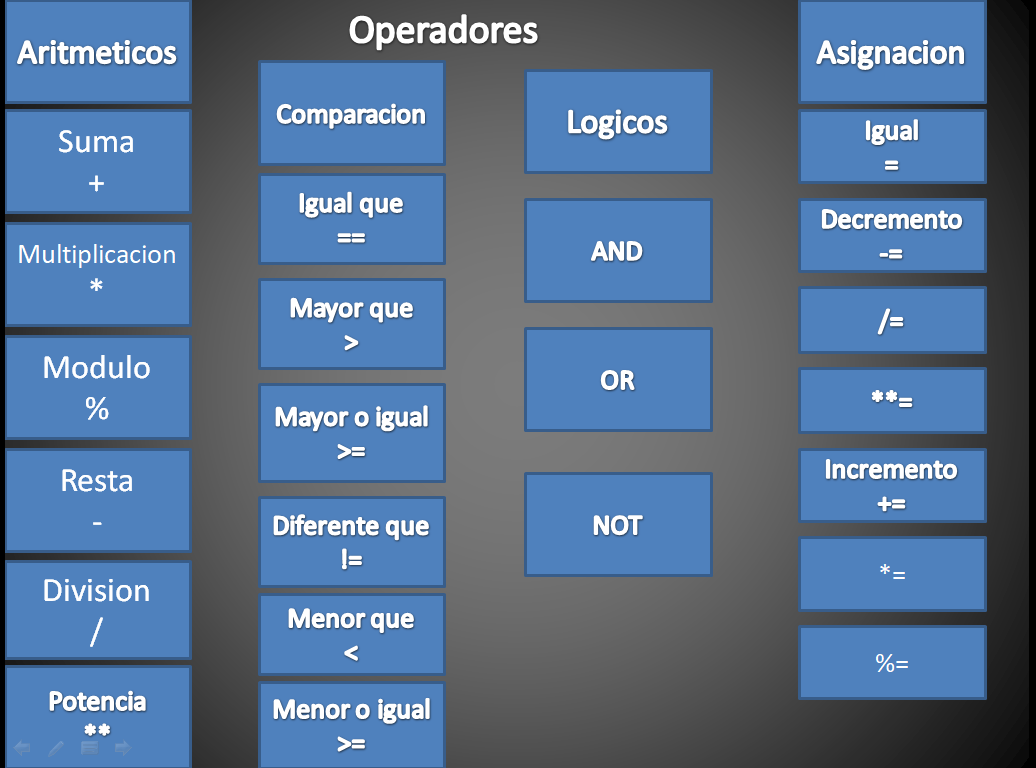 Operadores
Aritmeticos
Suma
+
Multiplicacion
*
Modulo
%
Resta
-
Division
/
Potencia
**
Comparacion
Igual que
==
Mayor que
>
Mayor o igual
>=
Diferente que
!=
Menor que
<
Menor o igual
>=
Logicos
AND
OR
NOT
Asignacion
Igual
=
Decremento
-=
/=
**=
Incremento
+=
*=
%=